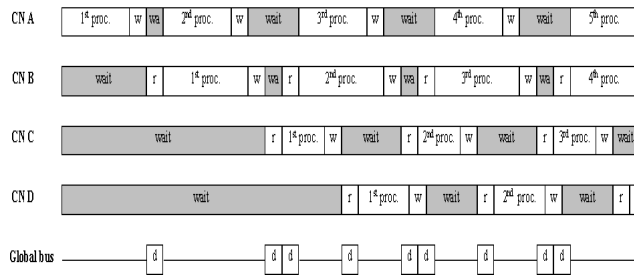 CN A 1st proc. w wa 2nd proc. w wait 3rd proc. w wait 4th proc. w wait 5th proc.
CN B wait r 1st proc. w wa r 2nd proc. w wa r 3rd proc. w wa r 4th proc.
CN C wait r 1st proc. w wait r 2nd proc. w wait r 3rd proc. w wait
CN D wait r 1st proc. w wait r 2nd proc. w wait r
Global bus d d d d d d d d d